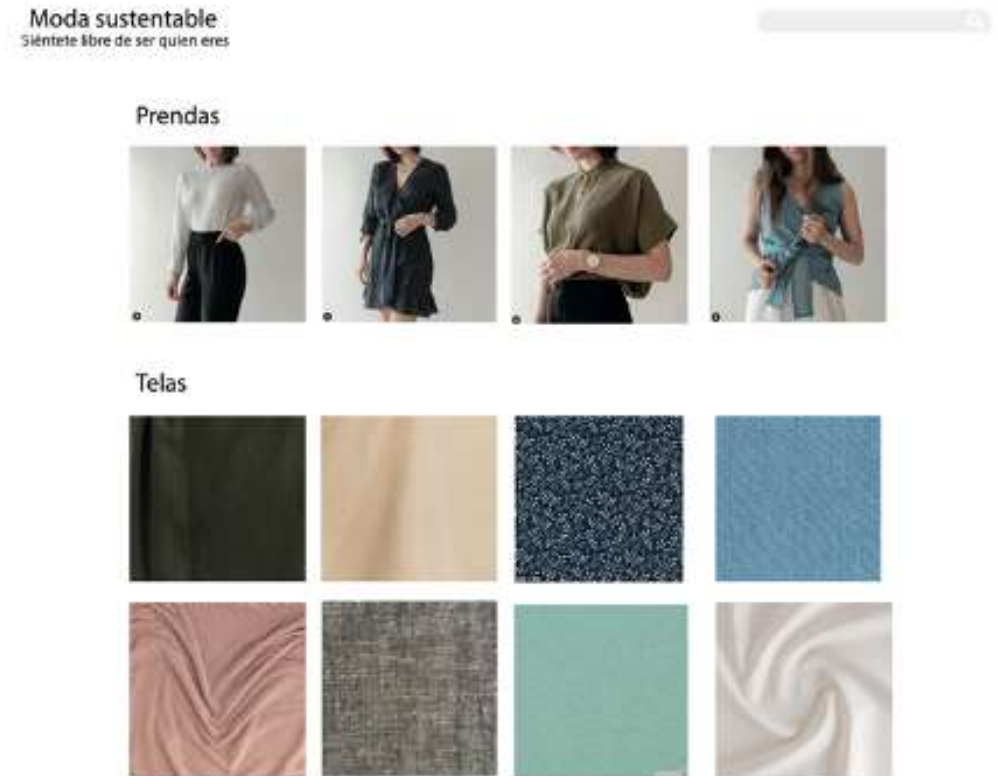 Moda sustentable
Siéntete libre de ser quien eres
Prendas
Telas